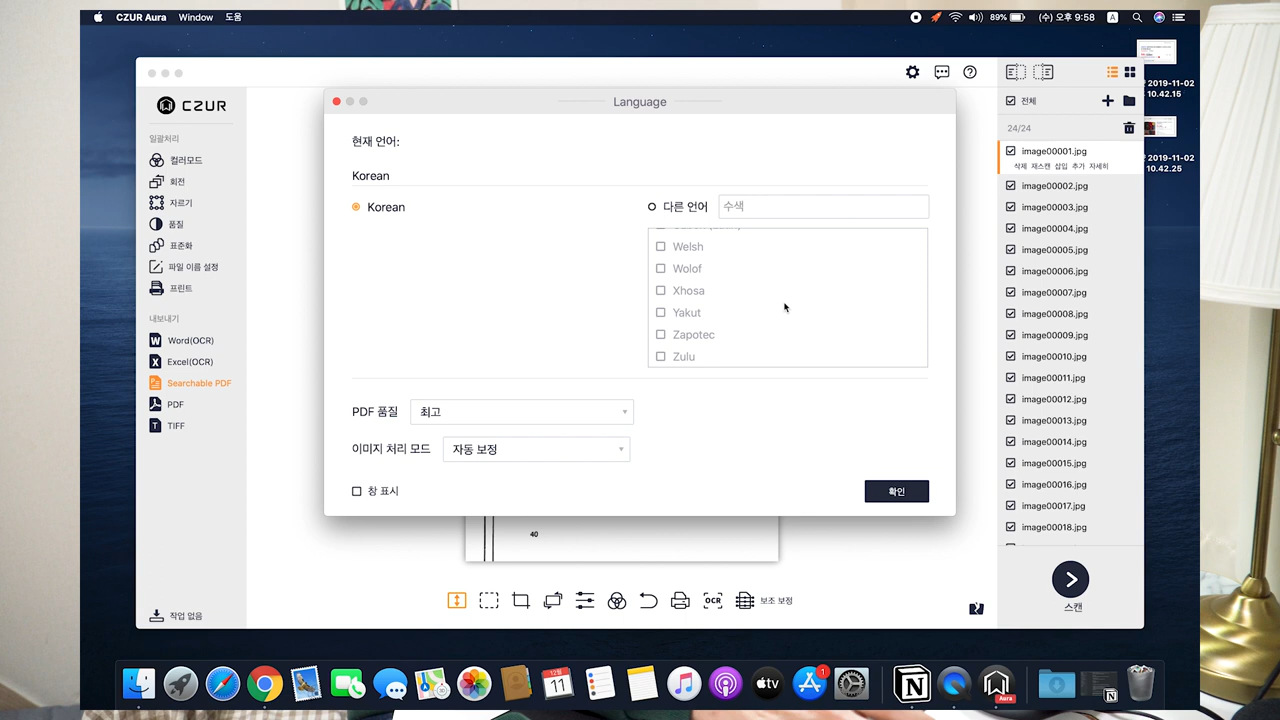 CZUR Aura Window 도움
89% (수) 오후 9:58 A
2019-11-02
10.42.15
2019-11-02
10.42.25
CZUR
일괄처리
컬러모드
회전
자르기
품질
표준화
파일 이름 설정
프린트
내보내기
Word(OCR)
Excel(OCR)
Searchable PDF
PDF
TIFF
작업 없음
Language
현재 언어:
Korean
Korean
다른 언어 수색
Welsh
Wolof
Xhosa
Yakut
Zapotec
Zulu
PDF 품질 최고
이미지 처리 모드 자동 보정
창 표시
확인
40
OCR 보조 보정
全体
24/24
image00001.jpg
삭제 재스캔 삽입 추가 자세히
image00002.jpg
image00003.jpg
image00004.jpg
image00005.jpg
image00006.jpg
image00007.jpg
image00008.jpg
image00009.jpg
image00010.jpg
image00011.jpg
image00012.jpg
image00013.jpg
image00014.jpg
image00015.jpg
image00016.jpg
image00017.jpg
image00018.jpg
스캔
12월
11
tv
1
N
Aura